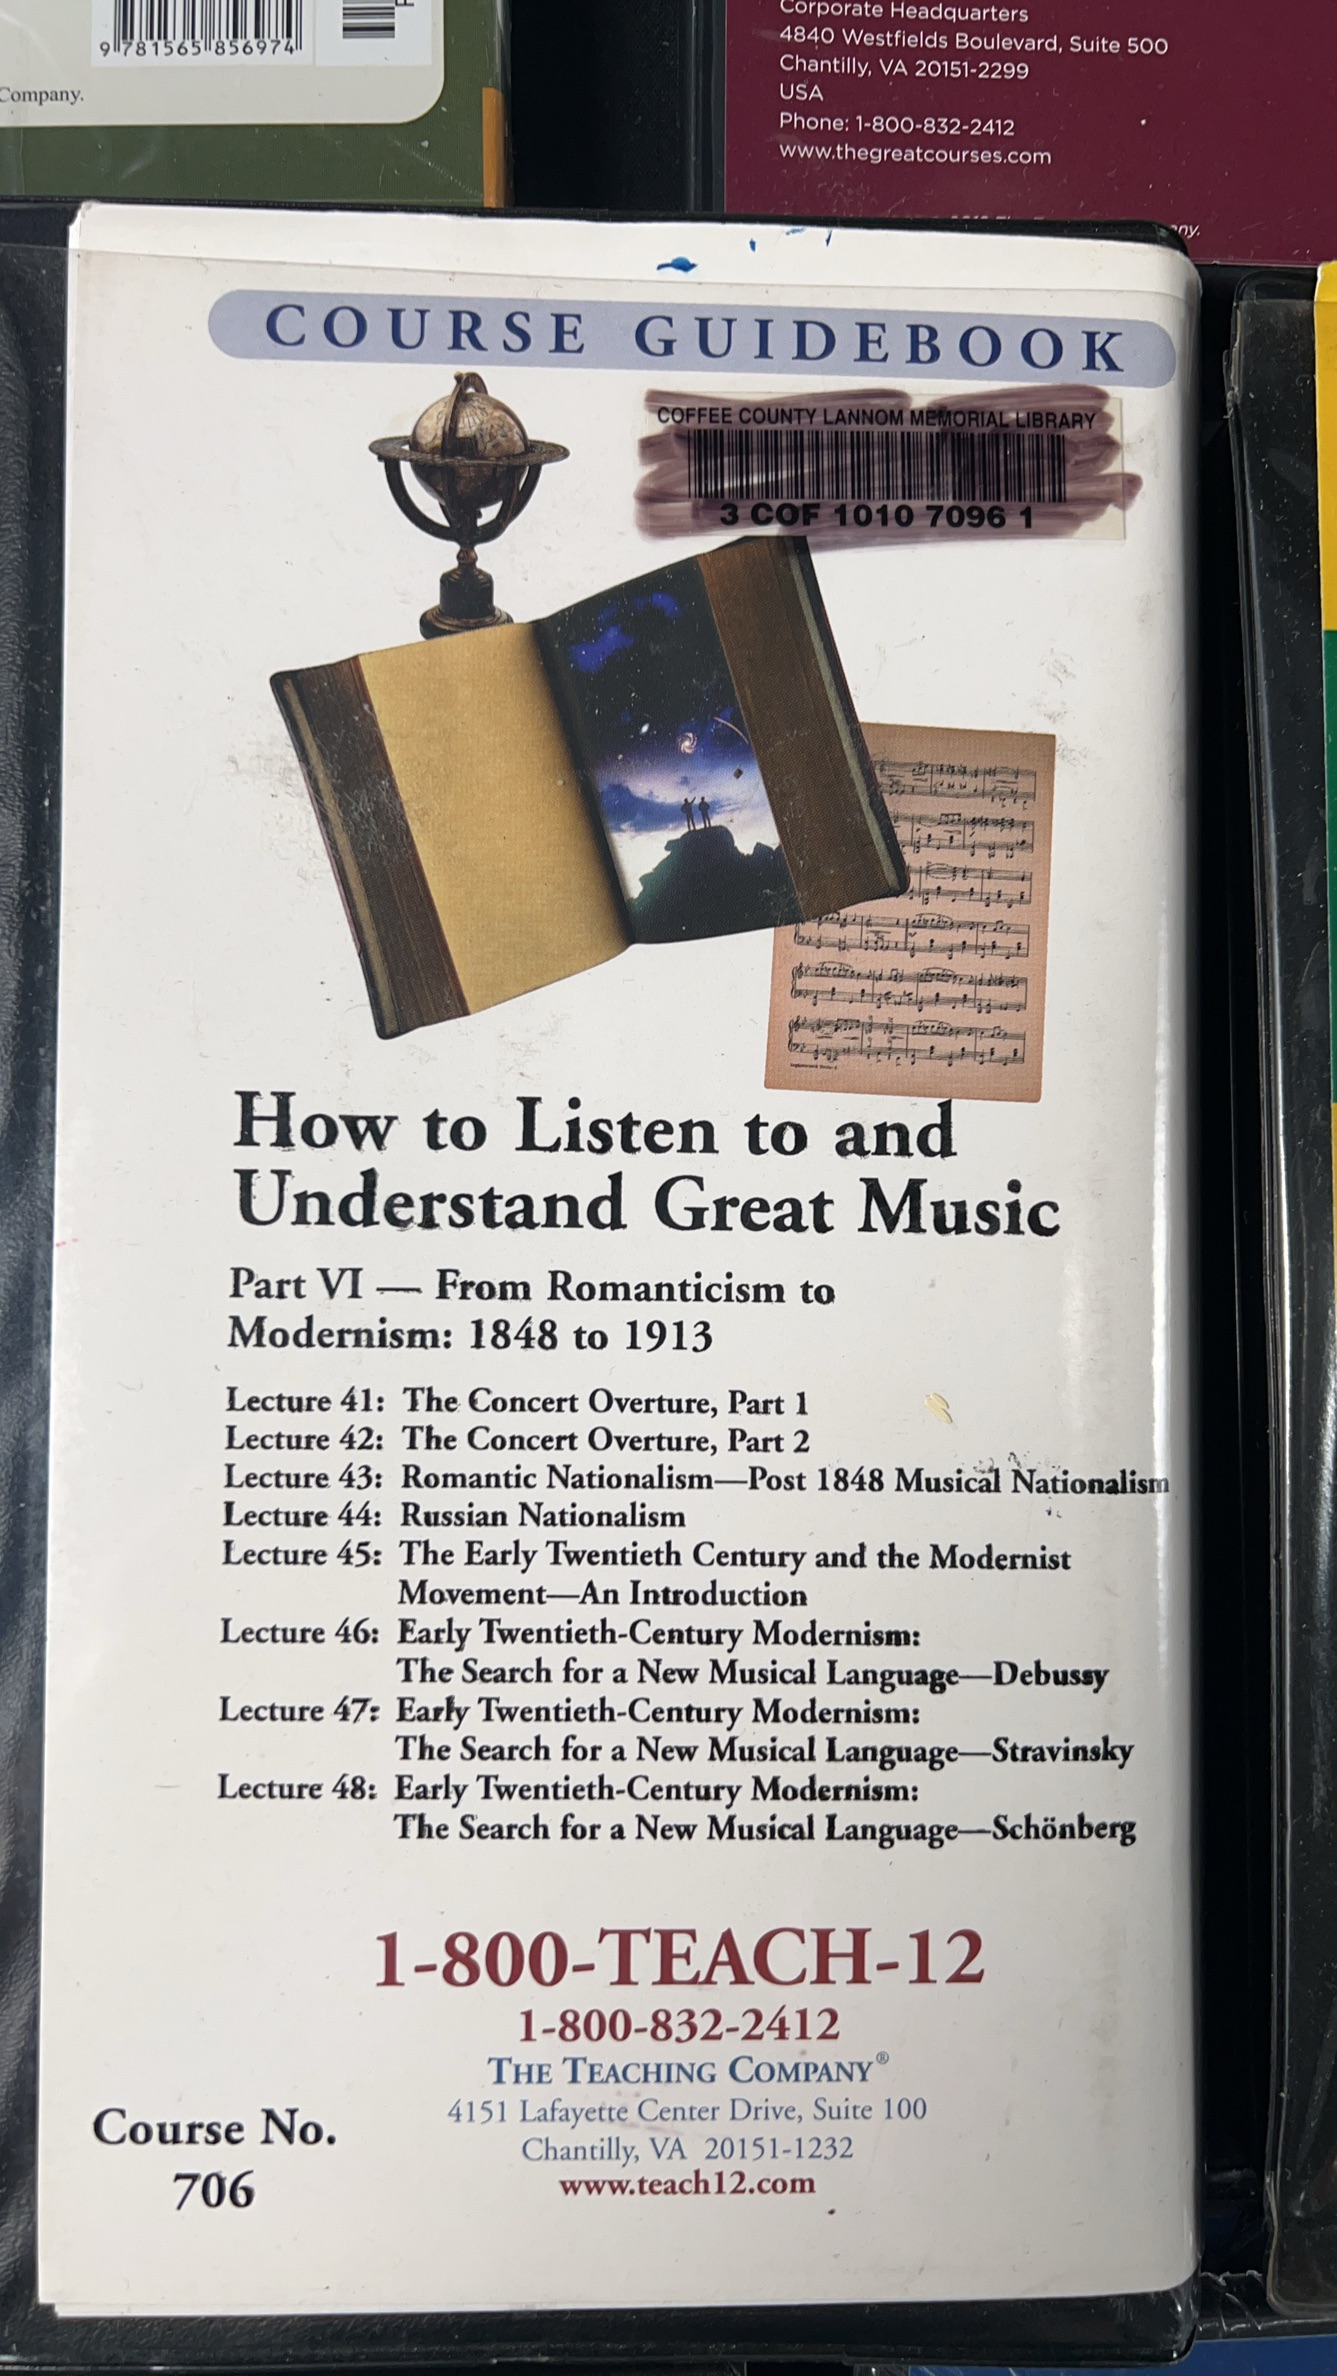 9 781565 856974
Company.
Corporate Headquarters
4840 Westfields Boulevard, Suite 500
Chantilly, VA 20151-2299
USA
Phone: 1-800-832-2412
www.thegreatcourses.com
COURSE GUIDEBOOK
COFFEE COUNTY LANNOM MEMORIAL LIBRARY
3 COF 1010 7096 1
How to Listen to and
Understand Great Music
Part VI — From Romanticism to
Modernism: 1848 to 1913
Lecture 41: The Concert Overture, Part 1
Lecture 42: The Concert Overture, Part 2
Lecture 43: Romantic Nationalism—Post 1848 Musical Nationalism
Lecture 44: Russian Nationalism
Lecture 45: The Early Twentieth Century and the Modernist
Movement—An Introduction
Lecture 46: Early Twentieth-Century Modernism:
The Search for a New Musical Language—Debussy
Lecture 47: Early Twentieth-Century Modernism:
The Search for a New Musical Language—Stravinsky
Lecture 48: Early Twentieth-Century Modernism:
The Search for a New Musical Language—Schönberg
1-800-TEACH-12
1-800-832-2412
THE TEACHING COMPANY®
4151 Lafayette Center Drive, Suite 100
Chantilly, VA 20151-1232
www.teach12.com
Course No.
706